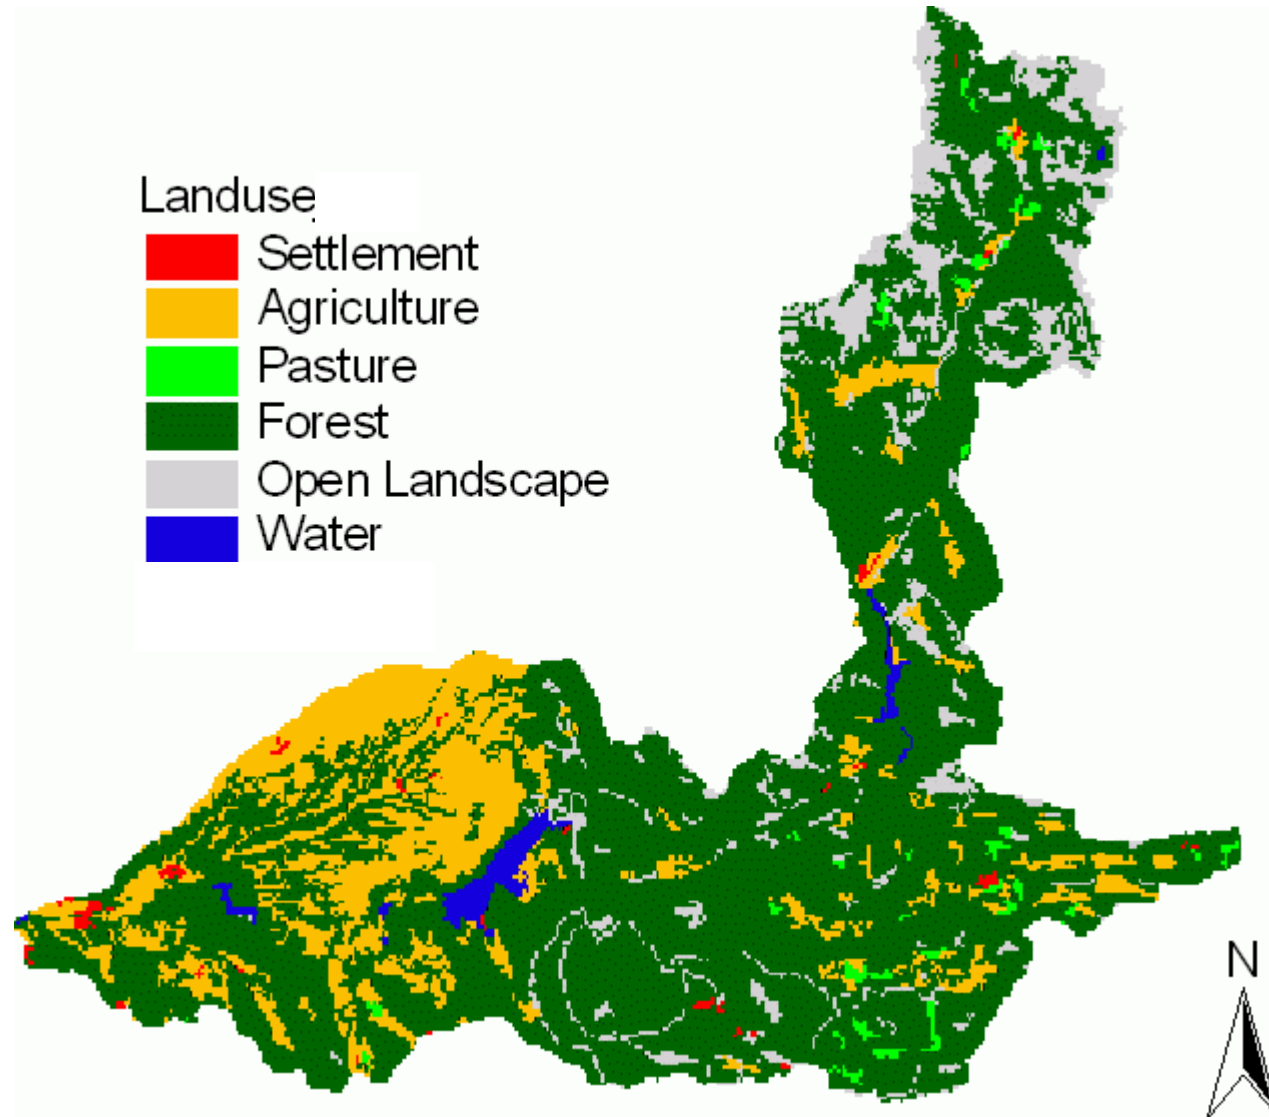 Landuse
Settlement
Agriculture
Pasture
Forest
Open Landscape
Water
N